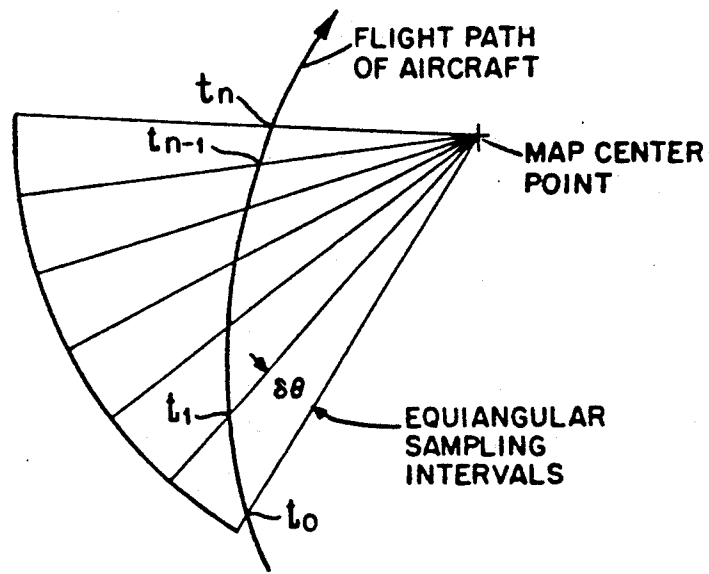 FLIGHT PATH
OF AIRCRAFT
tn
tn-1
MAP CENTER
POINT
δθ
t1
EQUIANGULAR
SAMPLING
INTERVALS
t0